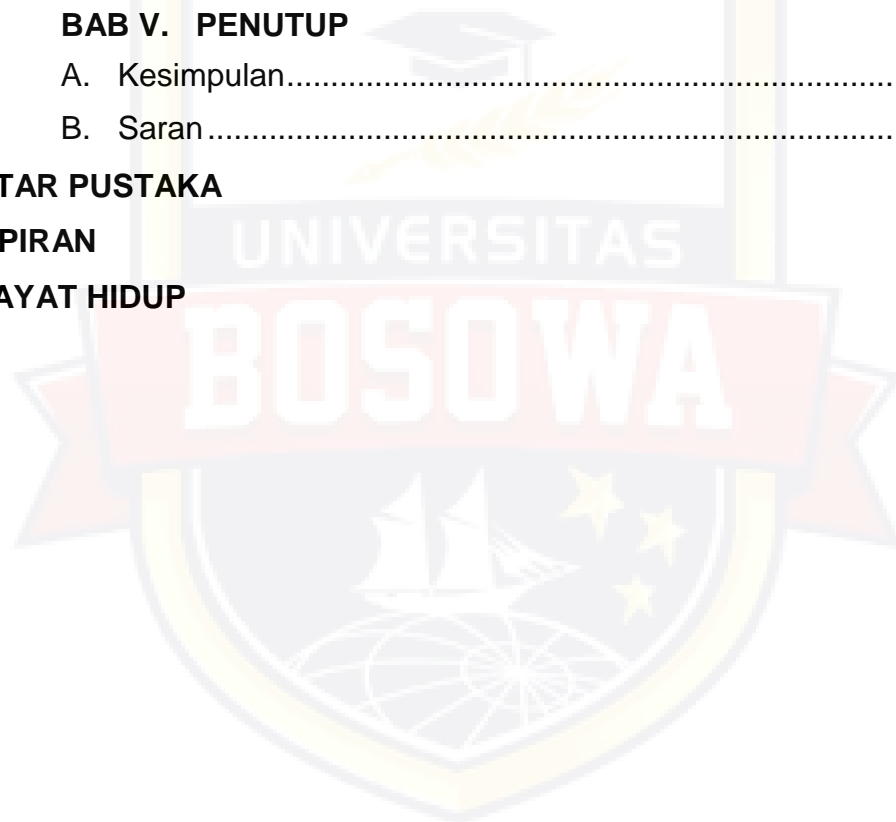 BAB V. PENUTUP
A. Kesimpulan........................................................................
B. Saran..................................................................................
TAR PUSTAKA
PIRAN
AYAT HIDUP
UNIVERSITAS
BOSOWA